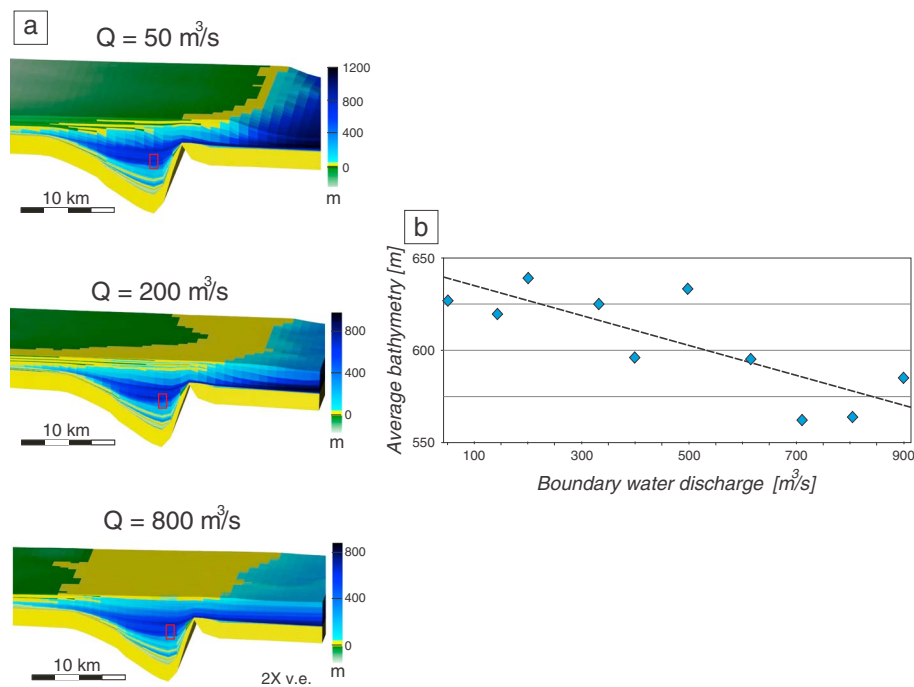 a
Q = 50 m³/s
1200
800
400
0
m
10 km
Q = 200 m³/s
800
400
0
m
10 km
Q = 800 m³/s
800
400
0
m
10 km
2X v.e.
b
Average bathymetry [m]
650
600
550
100
300
500
700
900
Boundary water discharge [m³/s]